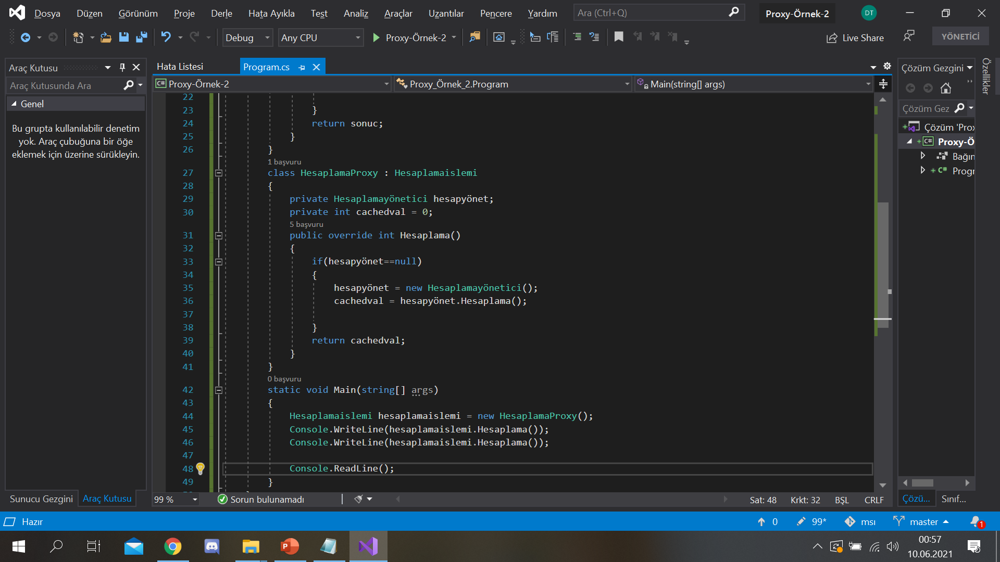 Dosya Düzen Görünüm Proje Derle Hata Ayıkla Test Analiz Araçlar Uzantılar Pencere Yardım Ara (Ctrl+Q) Proxy-Örnek-2 DT
Debug Any CPU Proxy-Örnek-2 Live Share YÖNETİCİ
Araç Kutusu
Araç Kutusunda Ara
Genel
Bu grupta kullanılabilir denetim
yok. Araç çubuğuna bir öğe
eklemek için üzerine sürükleyin.
Sunucu Gezgini Araç Kutusu
Hata Listesi Program.cs
C# Proxy-Örnek-2 Proxy_Örnek_2.Program Main(string[] args)
22
23 }
24 return sonuc;
25 }
26 }
1 başvuru
27 class HesaplamaProxy : Hesaplamaislemi
28 {
29 private Hesaplamayönetici hesapyönet;
30 private int cachedval = 0;
5 başvuru
31 public override int Hesaplama()
32 {
33 if(hesapyönet==null)
34 {
35 hesapyönet = new Hesaplamayönetici();
36 cachedval = hesapyönet.Hesaplama();
37
38 }
39 return cachedval;
40 }
41 }
0 başvuru
42 static void Main(string[] args)
43 {
44 Hesaplamaislemi hesaplamaislemi = new HesaplamaProxy();
45 Console.WriteLine(hesaplamaislemi.Hesaplama());
46 Console.WriteLine(hesaplamaislemi.Hesaplama());
47
48 Console.ReadLine();
49 }
99 % Sorun bulunamadı Sat: 48 Krkt: 32 BŞL CRLF
Çözüm Gezgini
Çözüm Gez
Çözüm 'Prox
C# Proxy-Ö
Bağın
C# Progr
Çözü... Sınıf...
Özellikler
Hazır 0 99* msı master 1
P 00:57
10.06.2021